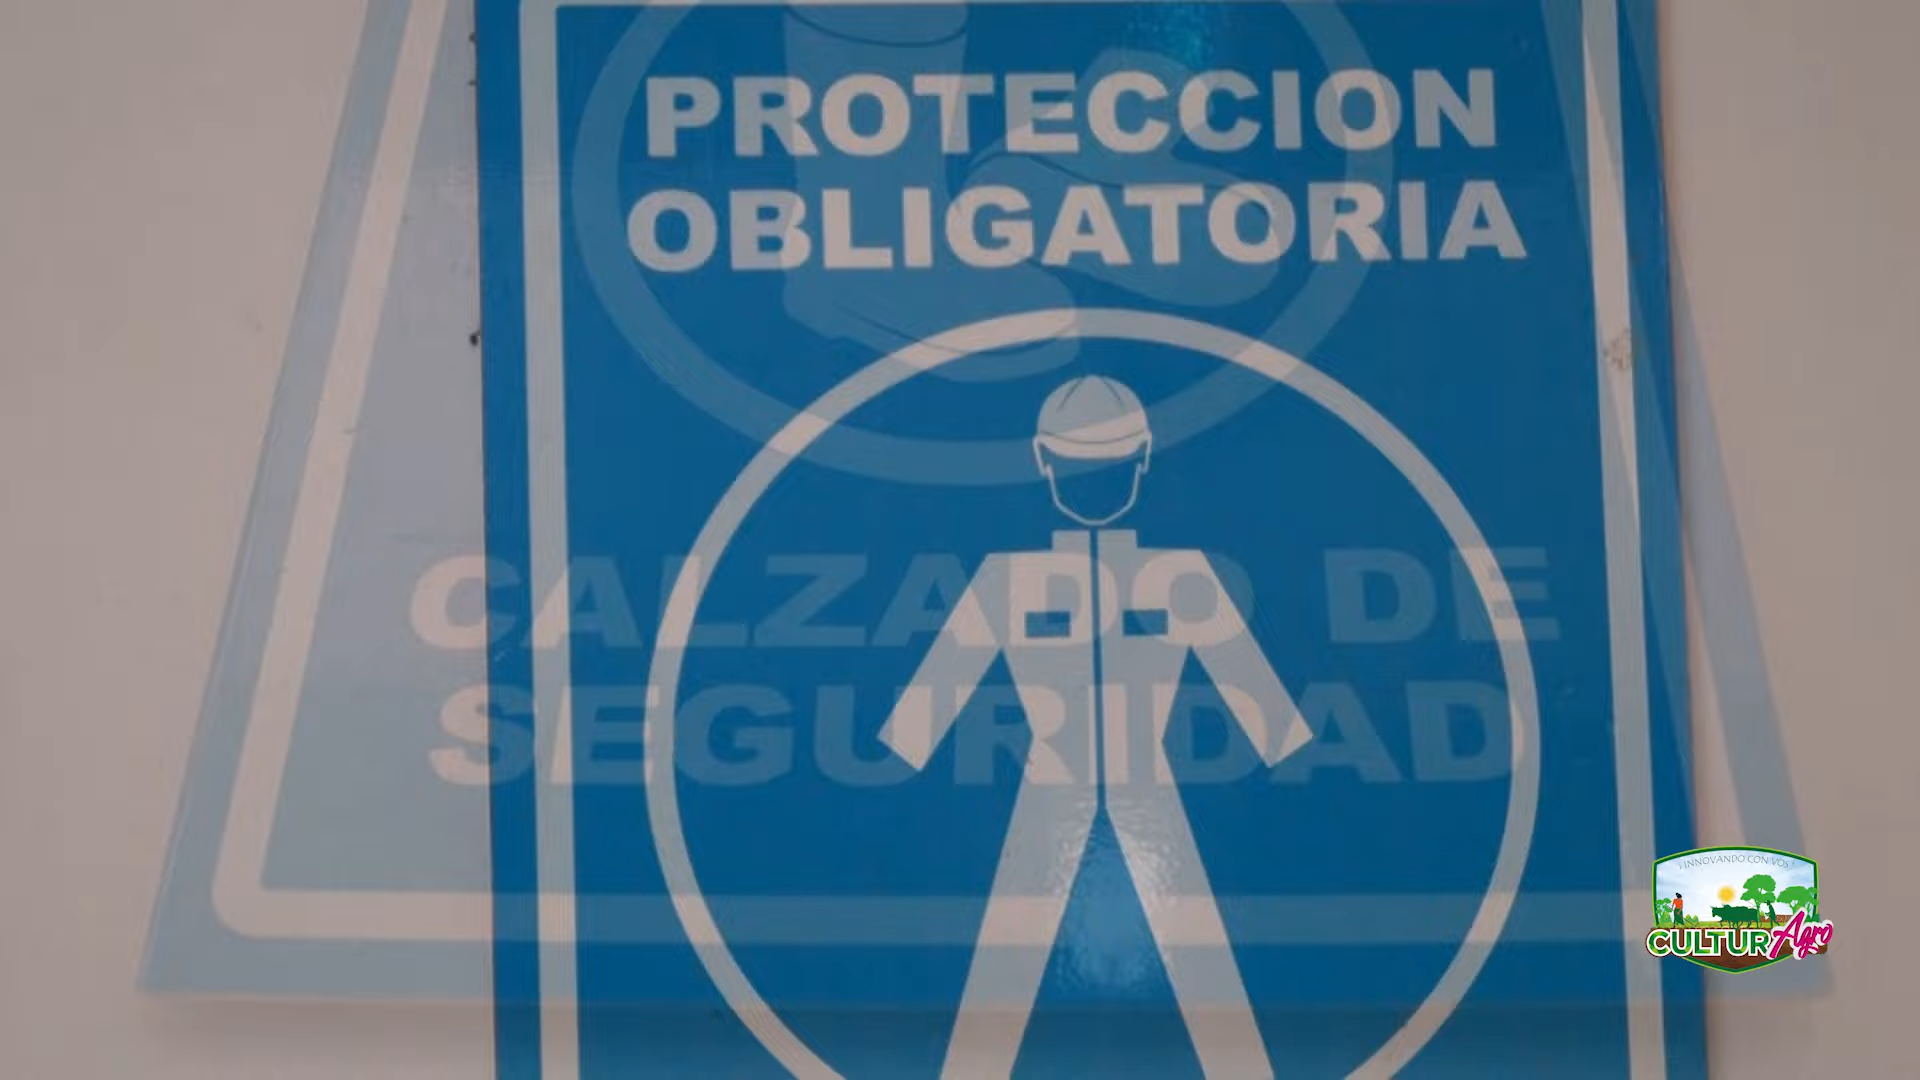 PROTECCION
OBLIGATORIA
CALZADO DE
SEGURIDAD
¡INNOVANDO CON VOS!
CULTURAgro